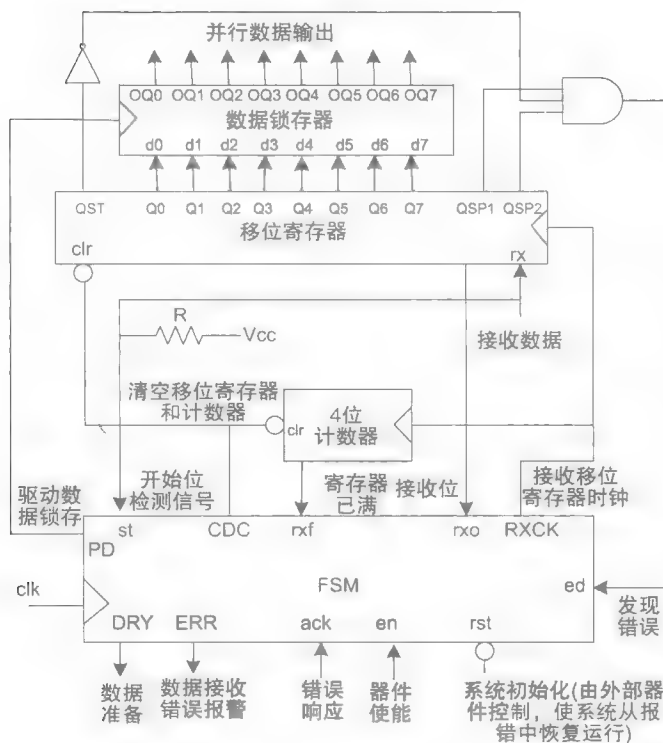 并行数据输出
OQ0 OQ1 OQ2 OQ3 OQ4 OQ5 OQ6 OQ7
数据锁存器
d0 d1 d2 d3 d4 d5 d6 d7
QST Q0 Q1 Q2 Q3 Q4 Q5 Q6 Q7 QSP1 QSP2
移位寄存器
clr
rx
R
Vcc
接收数据
清空移位寄存器
和计数器
clr
4位
计数器
驱动数
据锁存
开始位
检测信号
寄存器
已满
接收位
接收移位
寄存器时钟
st CDC rxf rxo RXCK
PD
FSM
ed
clk
发现
错误
DRY ERR ack en rst
数据
准备
数据接收
错误报警
错误
响应
器件
使能
系统初始化(由外部器
件控制，使系统从报
错中恢复运行)